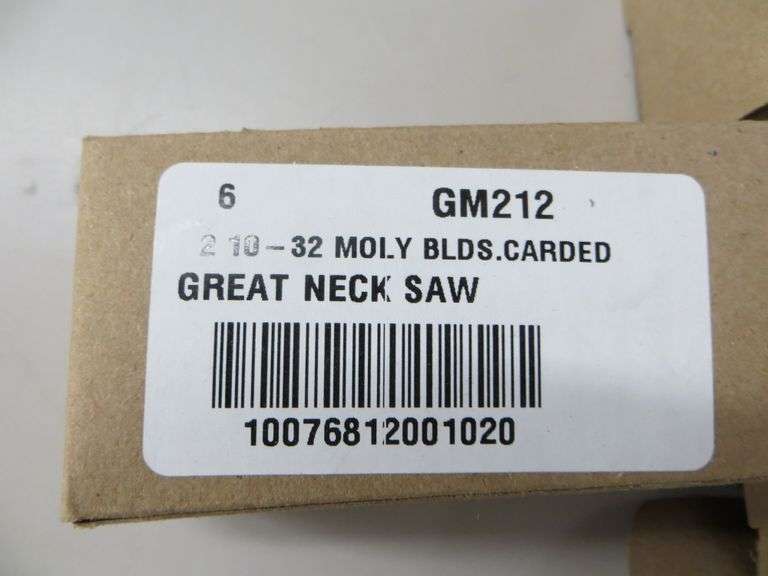 6 GM212
2 10-32 MOLY BLDS.CARDED
GREAT NECK SAW
10076812001020